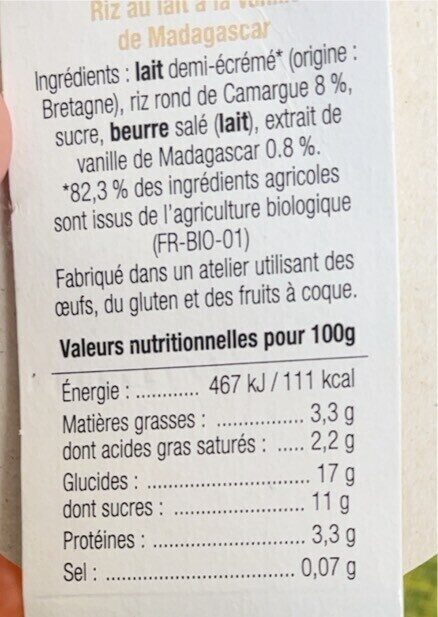 Riz au lait à la
de Madagascar
Ingrédients : lait demi-écrémé* (origine :
Bretagne), riz rond de Camargue 8 %,
sucre, beurre salé (lait), extrait de
vanille de Madagascar 0.8 %.
*82,3 % des ingrédients agricoles
sont issus de l'agriculture biologique
(FR-BIO-01)
Fabriqué dans un atelier utilisant des
œufs, du gluten et des fruits à coque.
Valeurs nutritionnelles pour 100g
Énergie : ............ 467 kJ / 111 kcal
Matières grasses : ................ 3,3 g
dont acides gras saturés : ..... 2,2 g
Glucides : .............................. 17 g
dont sucres : ......................... 11 g
Protéines : ............................ 3,3 g
Sel : ................................... 0,07 g